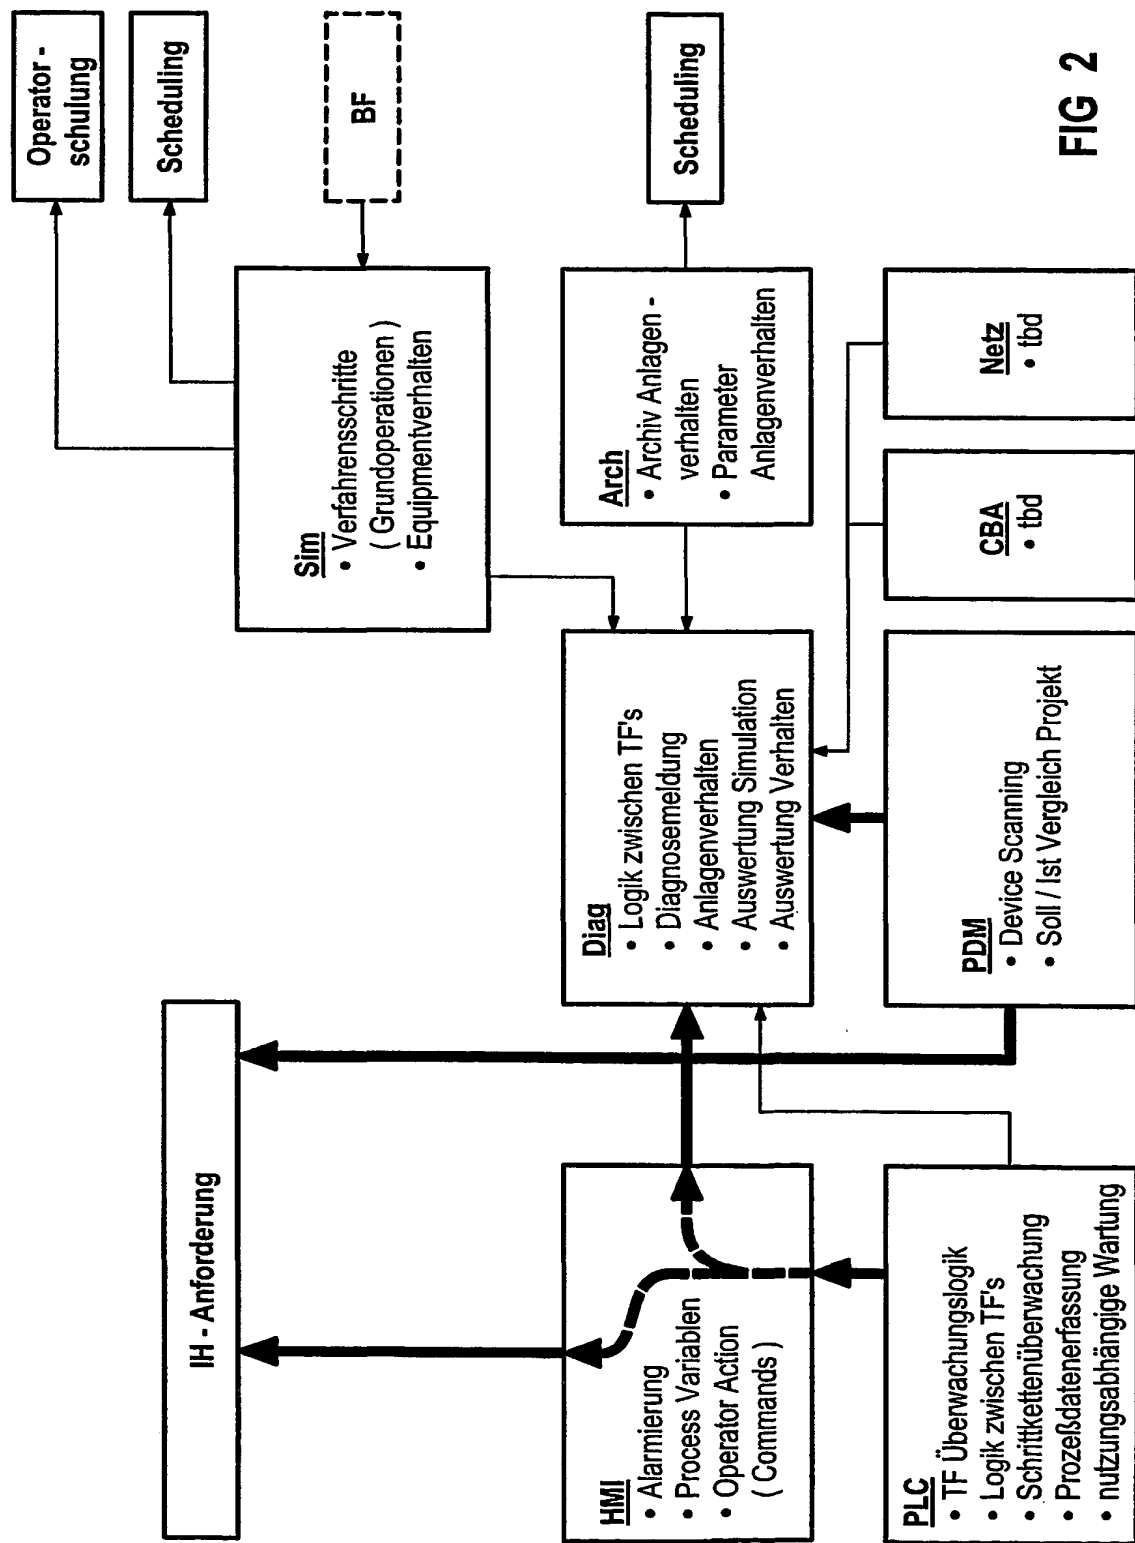 IH - Anforderung
HMI
• Alarmierung
• Process Variablen
• Operator Action
( Commands )
PLC
• TF Überwachungslogik
• Logik zwischen TF's
• Schrittkettenüberwachung
• Prozeßdatenerfassung
• nutzungsabhängige Wartung
Diag
• Logik zwischen TF's
• Diagnosemeldung
• Anlagenverhalten
• Auswertung Simulation
• Auswertung Verhalten
PDM
• Device Scanning
• Soll / Ist Vergleich Projekt
Sim
• Verfahrensschritte
( Grundoperationen )
• Equipmentverhalten
Arch
• Archiv Anlagen -
verhalten
• Parameter
Anlagenverhalten
CBA
• tbd
Netz
• tbd
Operator -
schulung
Scheduling
BF
Scheduling
FIG 2